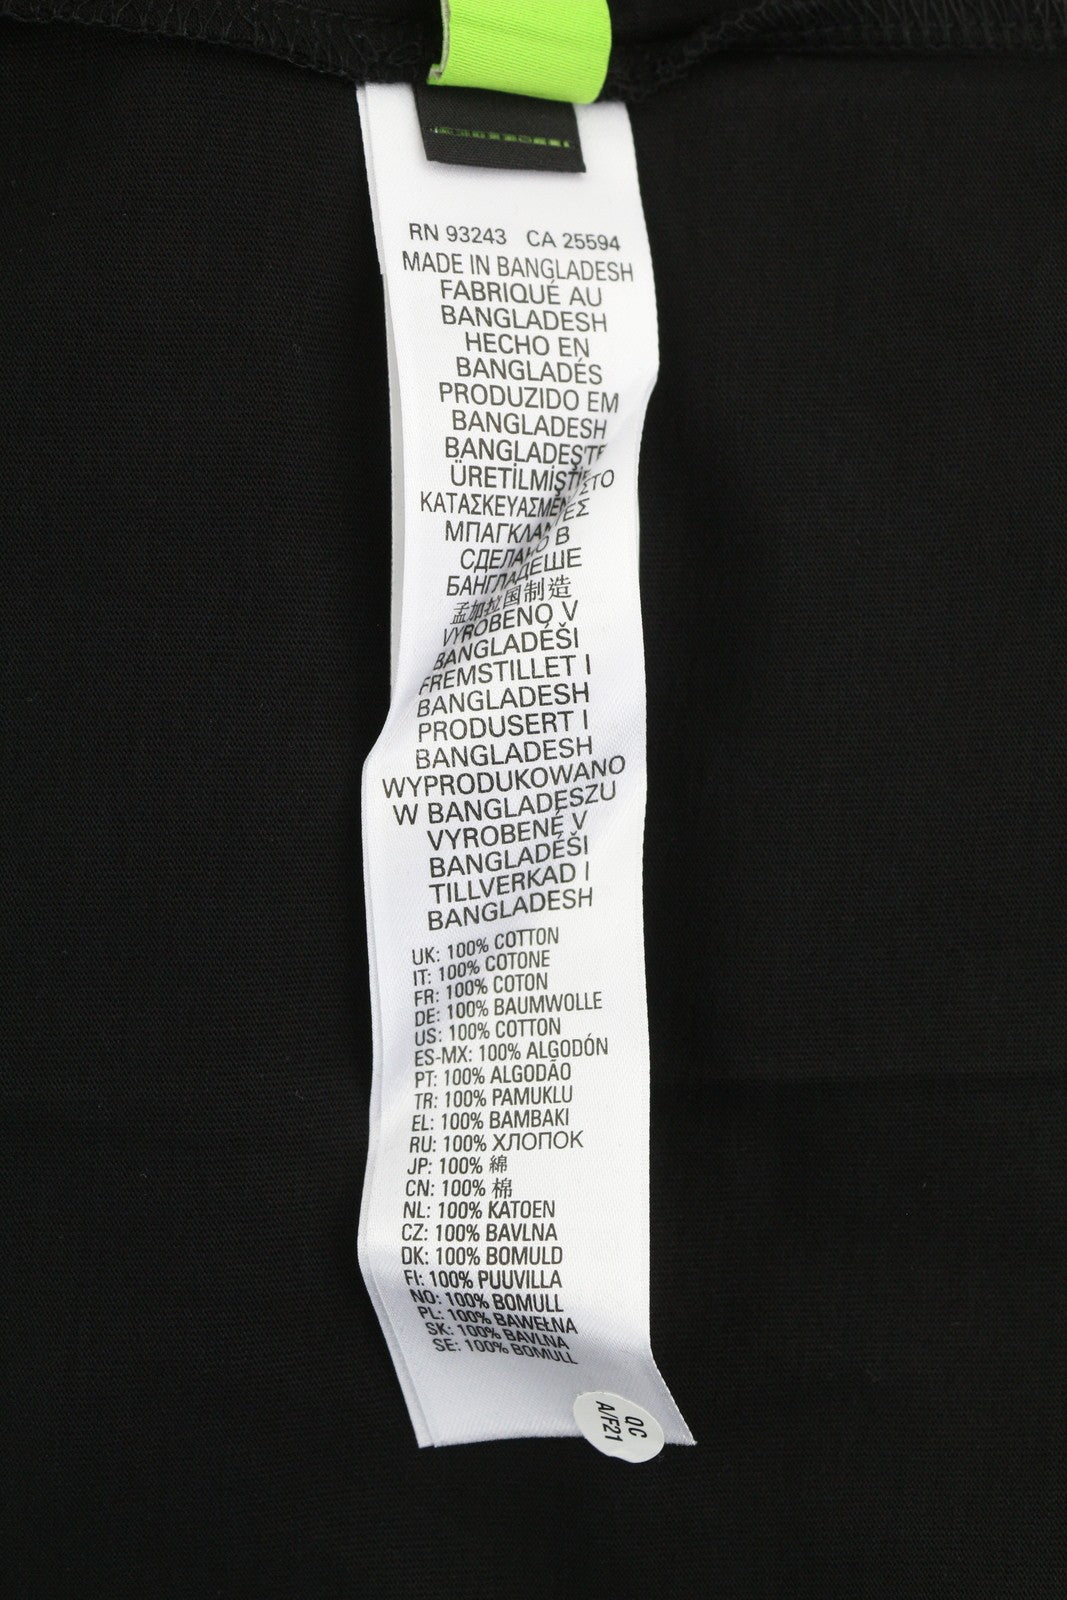 RN 93243 CA 25594
MADE IN BANGLADESH
FABRIQUÉ AU
BANGLADESH
HECHO EN
BANGLADÉS
PRODUZIDO EM
BANGLADESH
BANGLADEŞ'TE
ÜRETİLMİŞTİR
ΚΑΤΑΣΚΕΥΑΣΜΕΝΟ ΣΤΟ
ΜΠΑΓΚΛΑΝΤΕΣ
СДЕЛАНО В
БАНГЛАДЕШЕ
孟加拉国制造
VYROBENO V
BANGLADÉŠI
FREMSTILLET I
BANGLADESH
PRODUSERT I
BANGLADESH
WYPRODUKOWANO
W BANGLADESZU
VYROBENÉ V
BANGLADÉŠI
TILLVERKAD I
BANGLADESH
UK: 100% COTTON
IT: 100% COTONE
FR: 100% COTON
DE: 100% BAUMWOLLE
US: 100% COTTON
ES-MX: 100% ALGODÓN
PT: 100% ALGODÃO
TR: 100% PAMUKLU
EL: 100% ΒΑΜΒΑΚΙ
RU: 100% ХЛОПОК
JP: 100% 綿
CN: 100% 棉
NL: 100% KATOEN
CZ: 100% BAVLNA
DK: 100% BOMULD
FI: 100% PUUVILLA
NO: 100% BOMULL
PL: 100% BAWEŁNA
SK: 100% BAVLNA
SE: 100% BOMULL
QC
A/F21